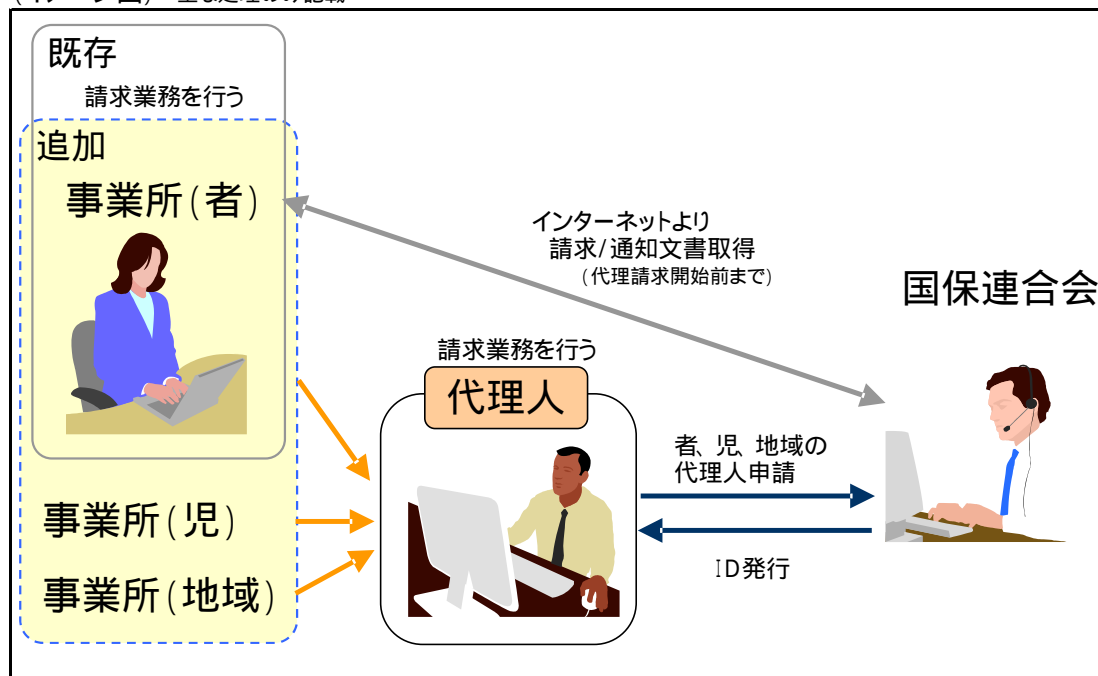 既存
請求業務を行う
追加
事業所(者)
インターネットより
請求/通知文書取得
(代理請求開始前まで)
国保連合会
請求業務を行う
代理人
者、児、地域の
代理人申請
事業所(児)
ID発行
事業所(地域)